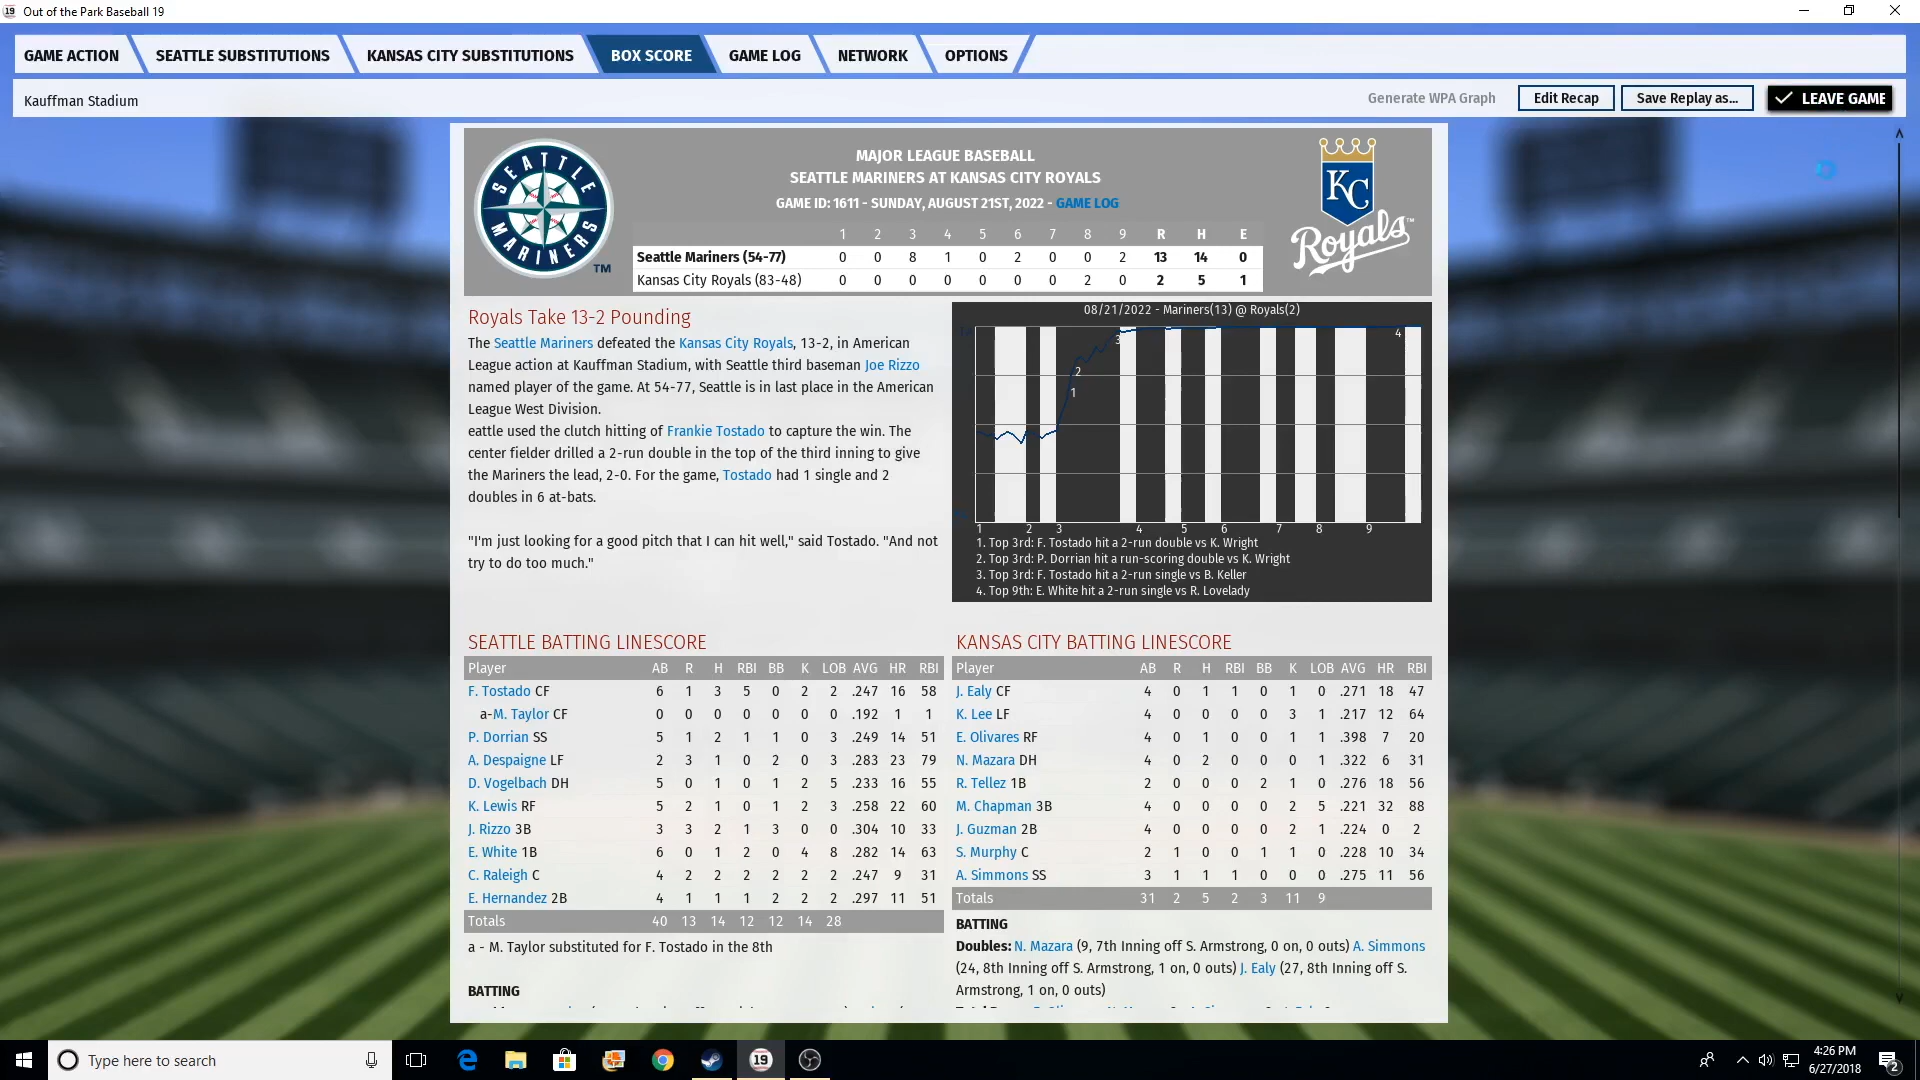 Out of the Park Baseball 19
GAME ACTION
SEATTLE SUBSTITUTIONS
KANSAS CITY SUBSTITUTIONS
BOX SCORE
GAME LOG
NETWORK
OPTIONS
Kauffman Stadium
Generate WPA Graph
Edit Recap
Save Replay as...
LEAVE GAME
SEATTLE
MARINERS
TM
MAJOR LEAGUE BASEBALL
SEATTLE MARINERS AT KANSAS CITY ROYALS
GAME ID: 1611 - SUNDAY, AUGUST 21ST, 2022 - GAME LOG
1 2 3 4 5 6 7 8 9 R H E
Seattle Mariners (54-77) 0 0 8 1 0 2 0 0 2 13 14 0
Kansas City Royals (83-48) 0 0 0 0 0 0 0 2 0 2 5 1
KC
Royals
TM
Royals Take 13-2 Pounding
The Seattle Mariners defeated the Kansas City Royals, 13-2, in American
League action at Kauffman Stadium, with Seattle third baseman Joe Rizzo
named player of the game. At 54-77, Seattle is in last place in the American
League West Division.
eattle used the clutch hitting of Frankie Tostado to capture the win. The
center fielder drilled a 2-run double in the top of the third inning to give
the Mariners the lead, 2-0. For the game, Tostado had 1 single and 2
doubles in 6 at-bats.
"I'm just looking for a good pitch that I can hit well," said Tostado. "And not
try to do too much."
08/21/2022 - Mariners(13) @ Royals(2)
4
3
2
1
1 2 3 4 5 6 7 8 9
1. Top 3rd: F. Tostado hit a 2-run double vs K. Wright
2. Top 3rd: P. Dorrian hit a run-scoring double vs K. Wright
3. Top 3rd: F. Tostado hit a 2-run single vs B. Keller
4. Top 9th: E. White hit a 2-run single vs R. Lovelady
SEATTLE BATTING LINESCORE
Player AB R H RBI BB K LOB AVG HR RBI
F. Tostado CF 6 1 3 5 0 2 2 .247 16 58
a-M. Taylor CF 0 0 0 0 0 0 0 .192 1 1
P. Dorrian SS 5 1 2 1 1 0 3 .249 14 51
A. Despaigne LF 2 3 1 0 2 0 3 .283 23 79
D. Vogelbach DH 5 0 1 0 1 2 5 .233 16 55
K. Lewis RF 5 2 1 0 1 2 3 .258 22 60
J. Rizzo 3B 3 3 2 1 3 0 0 .304 10 33
E. White 1B 6 0 1 2 0 4 8 .282 14 63
C. Raleigh C 4 2 2 2 2 2 2 .247 9 31
E. Hernandez 2B 4 1 1 1 2 2 2 .297 11 51
Totals 40 13 14 12 12 14 28
a - M. Taylor substituted for F. Tostado in the 8th
BATTING
KANSAS CITY BATTING LINESCORE
Player AB R H RBI BB K LOB AVG HR RBI
J. Ealy CF 4 0 1 1 0 1 0 .271 18 47
K. Lee LF 4 0 0 0 0 3 1 .217 12 64
E. Olivares RF 4 0 1 0 0 1 1 .398 7 20
N. Mazara DH 4 0 2 0 0 0 1 .322 6 31
R. Tellez 1B 2 0 0 0 2 1 0 .276 18 56
M. Chapman 3B 4 0 0 0 0 2 5 .221 32 88
J. Guzman 2B 4 0 0 0 0 2 1 .224 0 2
S. Murphy C 2 1 0 0 1 1 0 .228 10 34
A. Simmons SS 3 1 1 1 0 0 0 .275 11 56
Totals 31 2 5 2 3 11 9
BATTING
Doubles: N. Mazara (9, 7th Inning off S. Armstrong, 0 on, 0 outs) A. Simmons
(24, 8th Inning off S. Armstrong, 1 on, 0 outs) J. Ealy (27, 8th Inning off S.
Armstrong, 1 on, 0 outs)
Type here to search
19
4:26 PM
6/27/2018
2